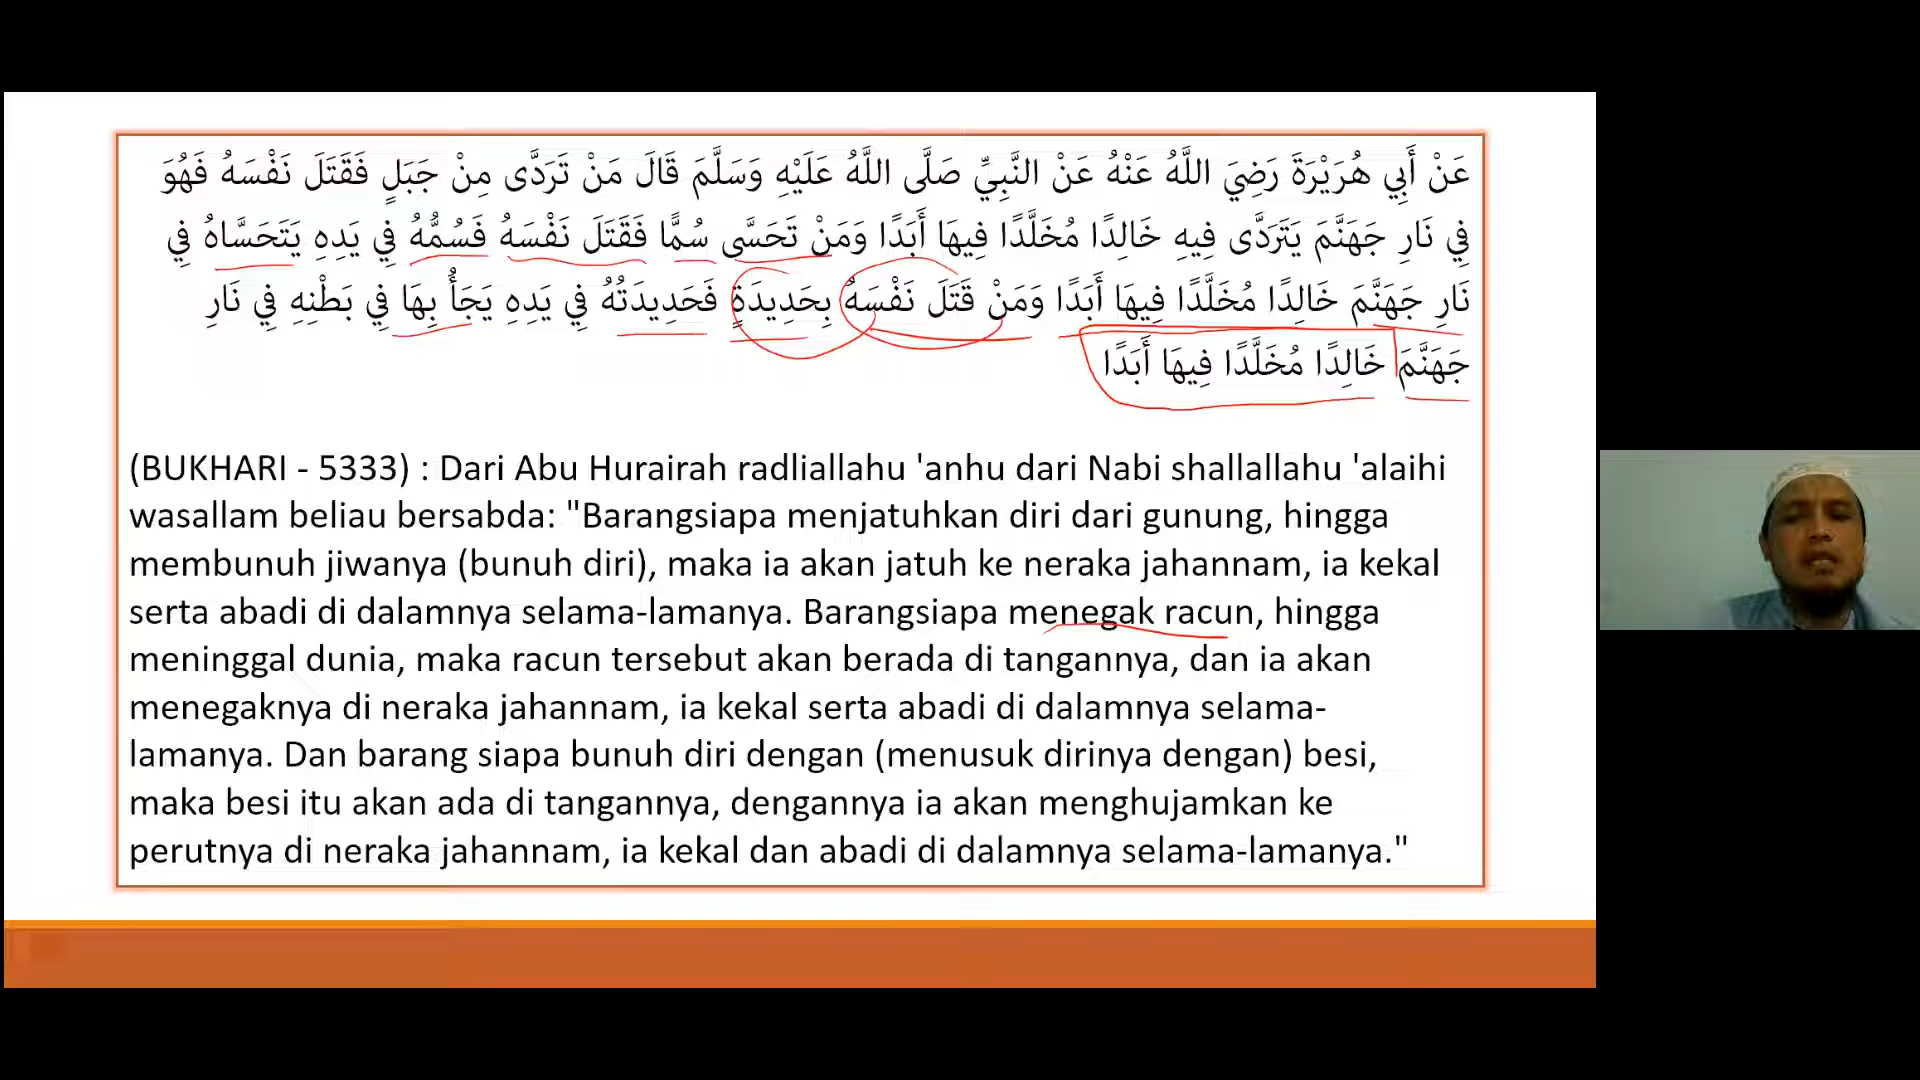 عَنْ أَبِي هُرَيْرَةَ رَضِيَ اللَّهُ عَنْهُ عَنْ النَّبِيِّ صَلَّى اللَّهُ عَلَيْهِ وَسَلَّمَ قَالَ مَنْ تَرَدَّى مِنْ جَبَلٍ فَقَتَلَ نَفْسَهُ فَهُوَ
فِي نَارِ جَهَنَّمَ يَتَرَدَّى فِيهِ خَالِدًا مُخَلَّدًا فِيهَا أَبَدًا وَمَنْ تَحَسَّى سُمًّا فَقَتَلَ نَفْسَهُ فَسُمُّهُ فِي يَدِهِ يَتَحَسَّاهُ فِي
نَارِ جَهَنَّمَ خَالِدًا مُخَلَّدًا فِيهَا أَبَدًا وَمَنْ قَتَلَ نَفْسَهُ بِحَدِيدَةٍ فَحَدِيدَتُهُ فِي يَدِهِ يَجَأُ بِهَا فِي بَطْنِهِ فِي نَارِ
جَهَنَّمَ خَالِدًا مُخَلَّدًا فِيهَا أَبَدًا
(BUKHARI - 5333) : Dari Abu Hurairah radliallahu 'anhu dari Nabi shallallahu 'alaihi
wasallam beliau bersabda: "Barangsiapa menjatuhkan diri dari gunung, hingga
membunuh jiwanya (bunuh diri), maka ia akan jatuh ke neraka jahannam, ia kekal
serta abadi di dalamnya selama-lamanya. Barangsiapa menegak racun, hingga
meninggal dunia, maka racun tersebut akan berada di tangannya, dan ia akan
menegaknya di neraka jahannam, ia kekal serta abadi di dalamnya selama-
lamanya. Dan barang siapa bunuh diri dengan (menusuk dirinya dengan) besi,
maka besi itu akan ada di tangannya, dengannya ia akan menghujamkan ke
perutnya di neraka jahannam, ia kekal dan abadi di dalamnya selama-lamanya."